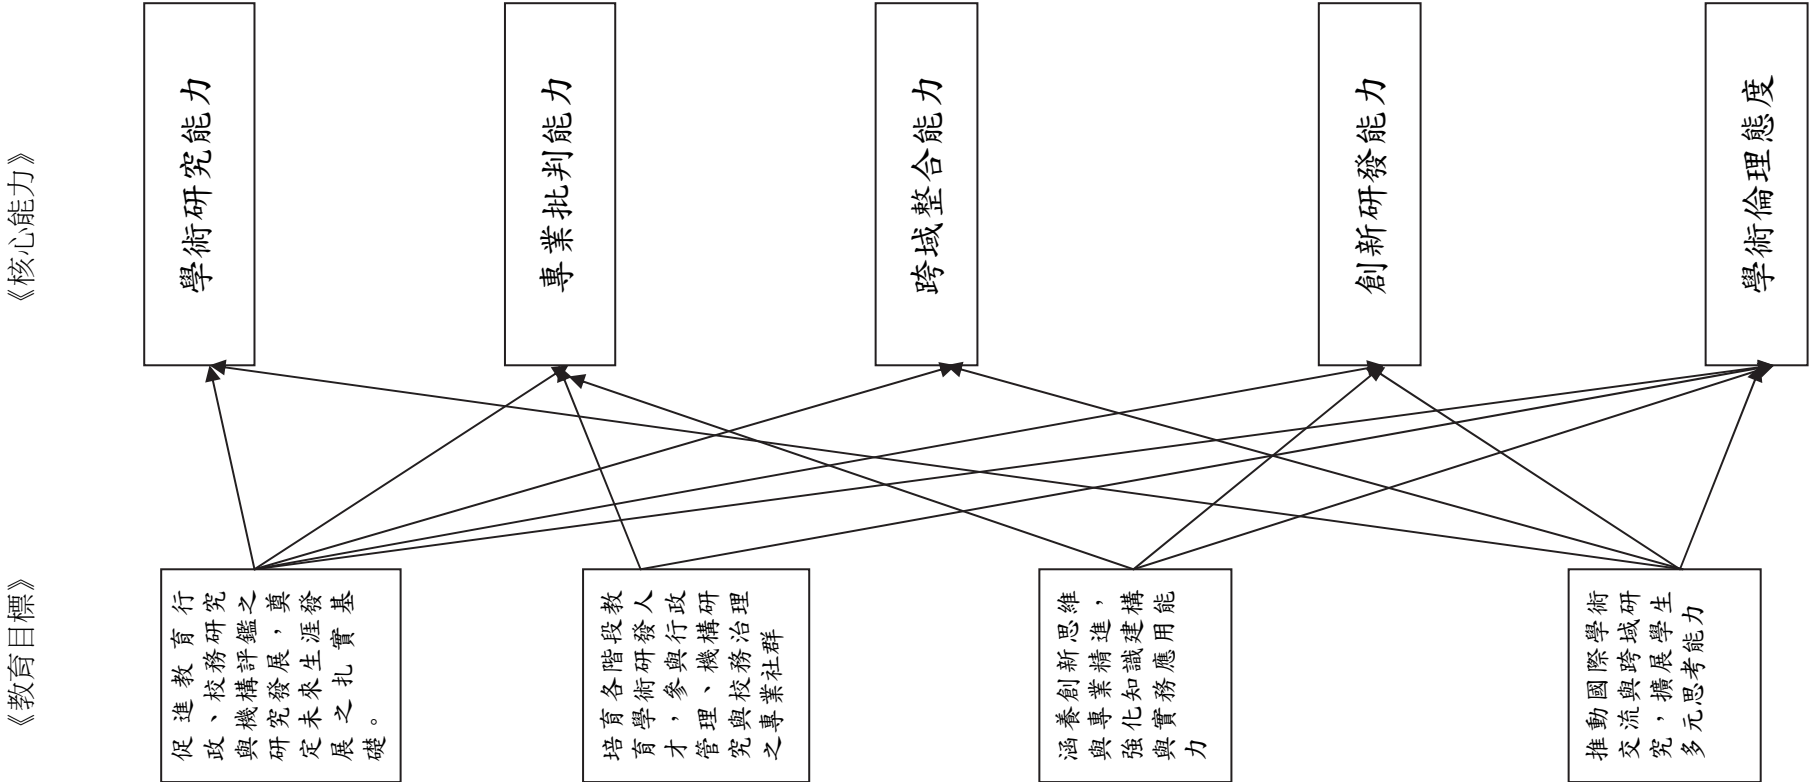 《核心能力》
學術研究能力
專業批判能力
跨域整合能力
創新研發能力
學術倫理態度
《教育目標》
促進教育行
政、校務研究
與機構評鑑之
研究發展，奠
定未來生涯發
展之扎實基
礎。
培育各階段教
育學術研發人
才，參與行政
管理、機構研
究與校務治理
之專業社群
涵養創新思維
與專業精進，
強化知識建構
與實務應用能
力
推動國際學術
交流與跨域研
究，擴展學生
多元思考能力